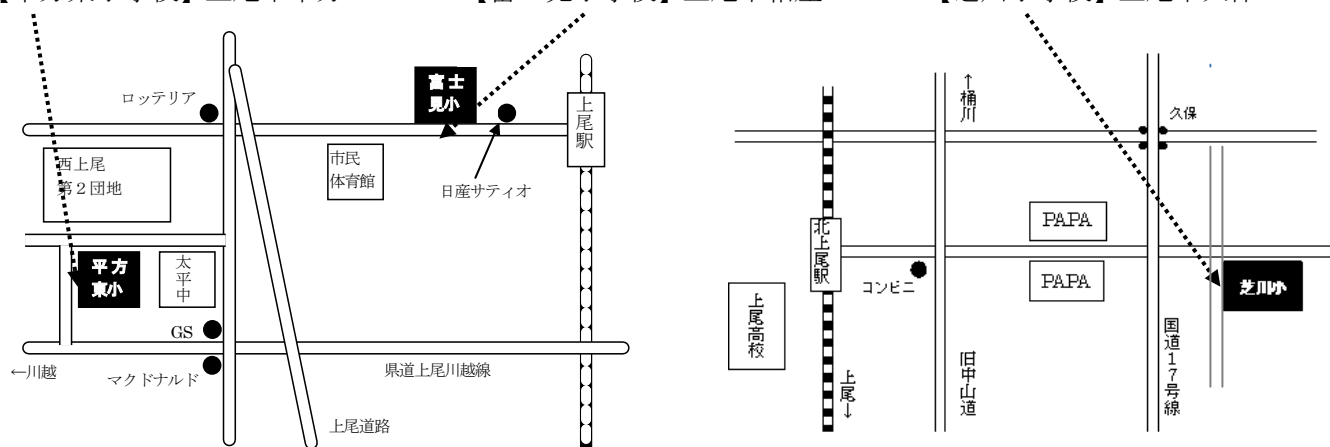 ロッテリア
富士
見小
上尾駅
西上尾
第２団地
市民
体育館
日産サティオ
平方
東小
太平中
GS
←川越
マクドナルド
県道上尾川越線
上尾道路
←桶川
久保
北上尾駅
PAPA
コンビニ
PAPA
芝川小
上尾高校
国道１７号線
上尾→
旧中山道